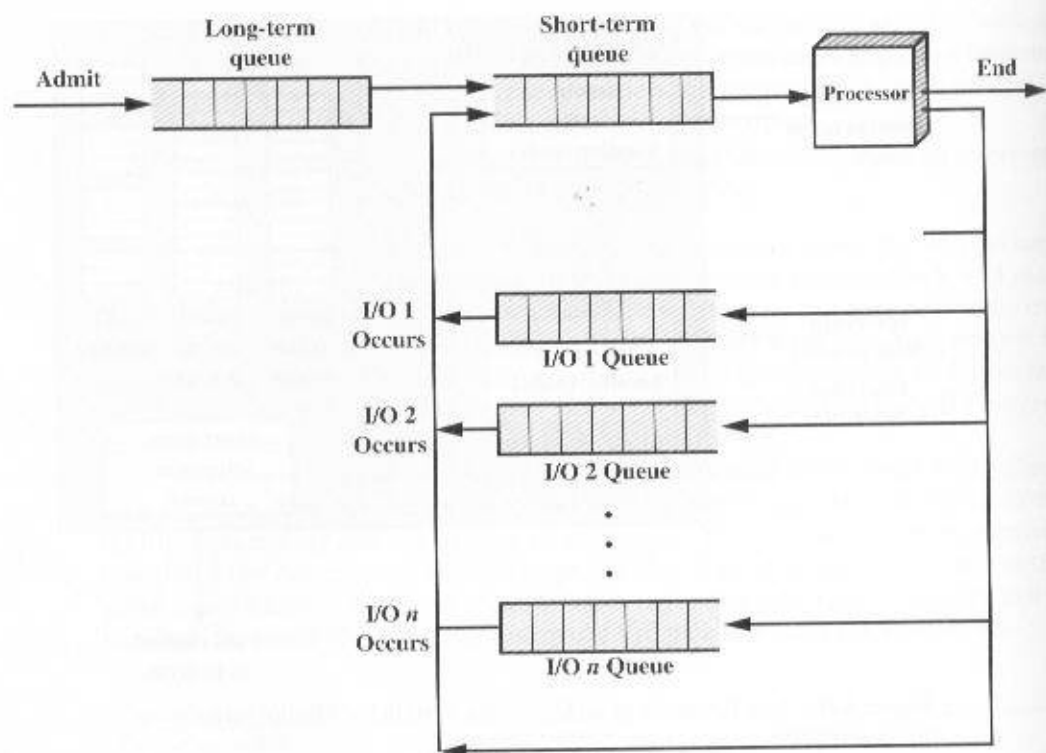 Long-term
queue
Short-term
queue
Admit
Processor
End
I/O 1
Occurs
I/O 1 Queue
I/O 2
Occurs
I/O 2 Queue
I/O n
Occurs
I/O n Queue